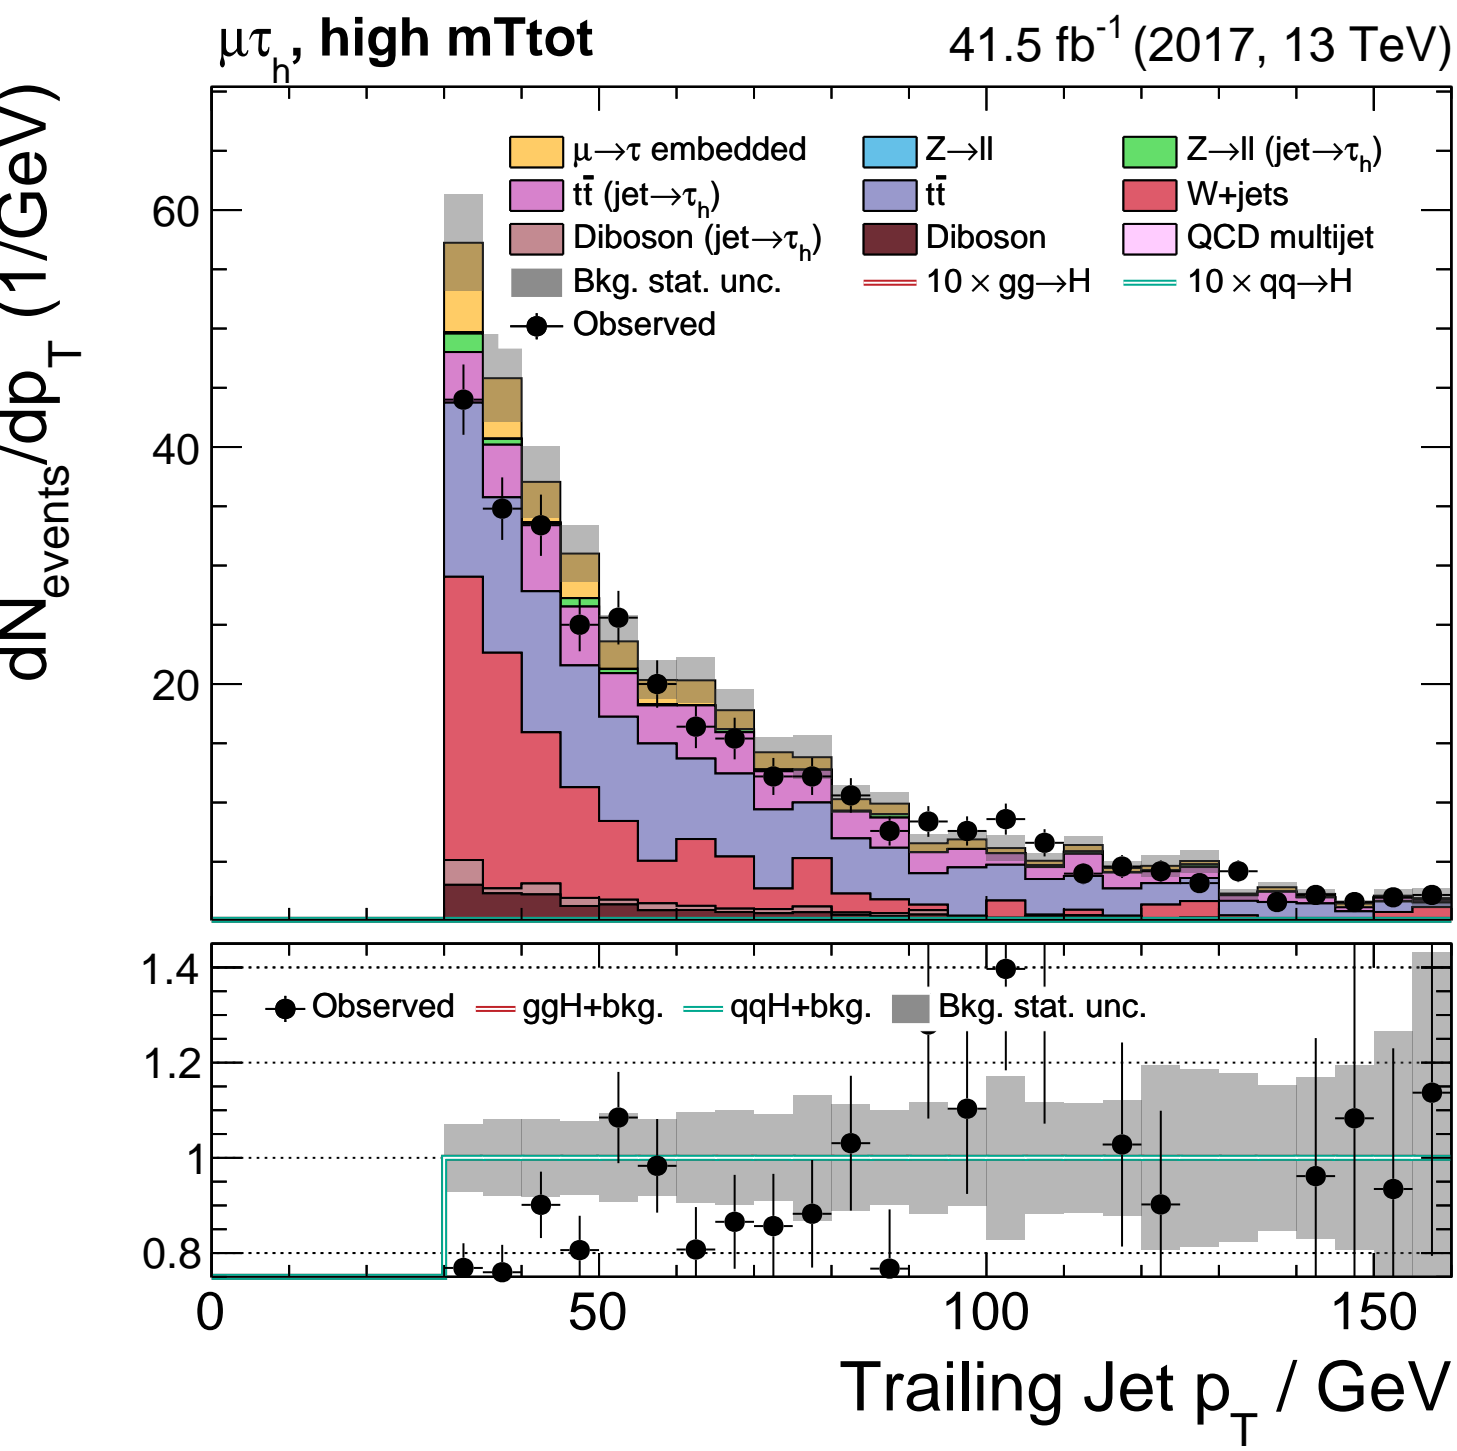 μτh, high mTtot
41.5 fb-1 (2017, 13 TeV)
dNevents/dpT (1/GeV)
60
40
20
μ→τ embedded Z→ll Z→ll (jet→τh)
tt̄ (jet→τh) tt̄ W+jets
Diboson (jet→τh) Diboson QCD multijet
Bkg. stat. unc. 10 × gg→H 10 × qq→H
Observed
1.4
1.2
1
0.8
Observed ggH+bkg. qqH+bkg. Bkg. stat. unc.
0 50 100 150
Trailing Jet pT / GeV